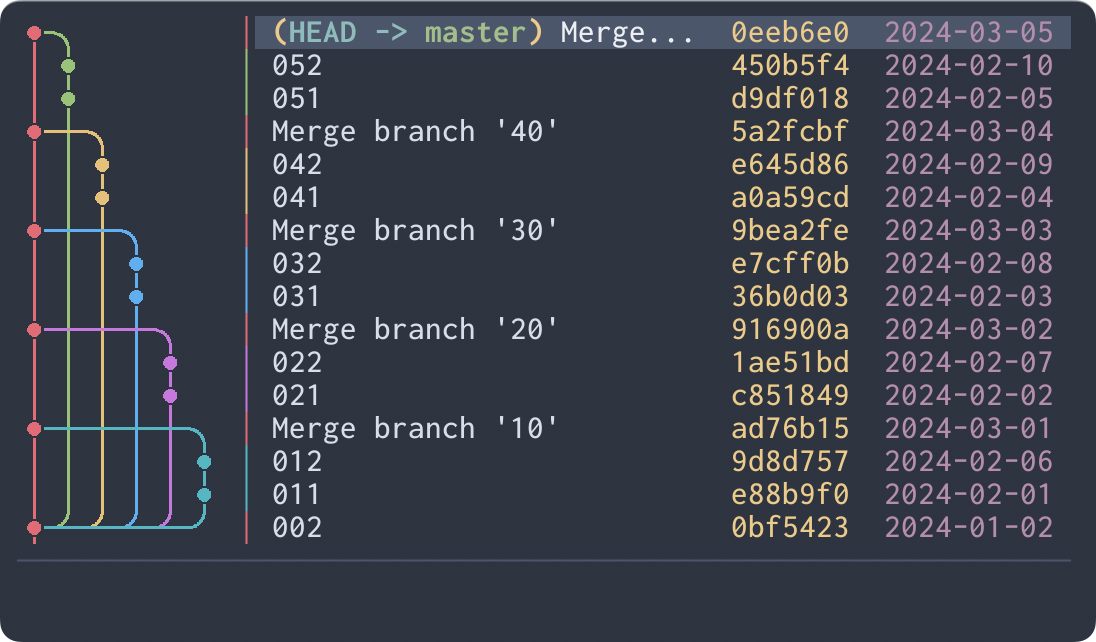 (HEAD -> master) Merge... 0eeb6e0 2024-03-05
052 450b5f4 2024-02-10
051 d9df018 2024-02-05
Merge branch '40' 5a2fcbf 2024-03-04
042 e645d86 2024-02-09
041 a0a59cd 2024-02-04
Merge branch '30' 9bea2fe 2024-03-03
032 e7cff0b 2024-02-08
031 36b0d03 2024-02-03
Merge branch '20' 916900a 2024-03-02
022 1ae51bd 2024-02-07
021 c851849 2024-02-02
Merge branch '10' ad76b15 2024-03-01
012 9d8d757 2024-02-06
011 e88b9f0 2024-02-01
002 0bf5423 2024-01-02